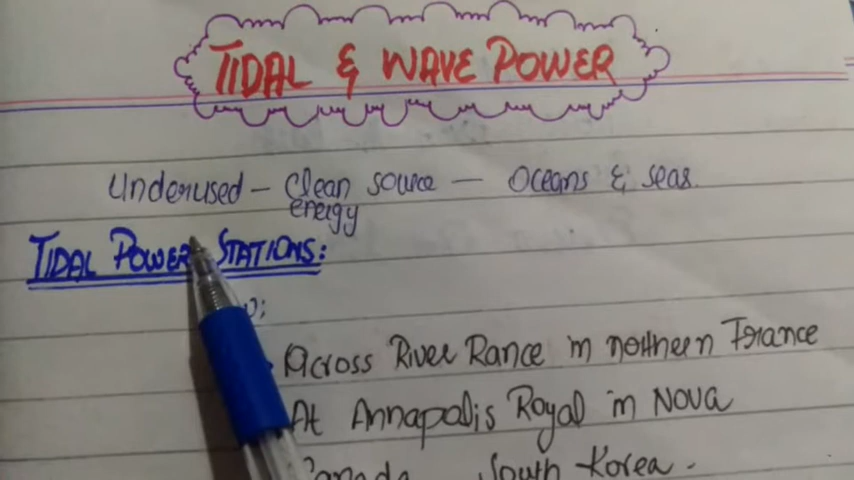 TIDAL & WAVE POWER
Underused - Clean source - Oceans & seas.
energy
TIDAL POWER STATIONS:
Across River Rance in northern France
At Annapolis Royal in Nova
Canada South Korea.